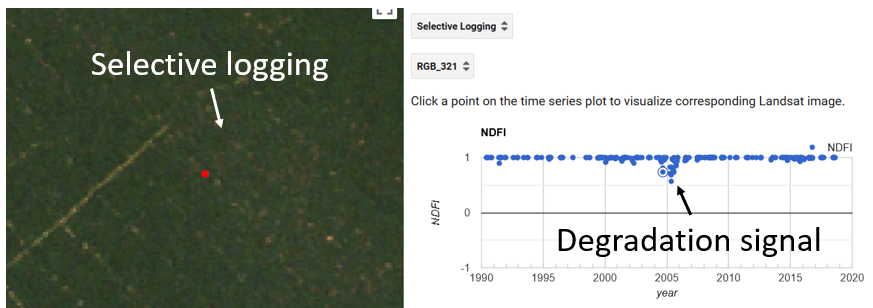 Selective logging
Selective Logging
RGB_321
Click a point on the time series plot to visualize corresponding Landsat image.
NDFI
NDFI
1
0
-1
NDFI
Degradation signal
1990 1995 2000 2005 2010 2015 2020
year